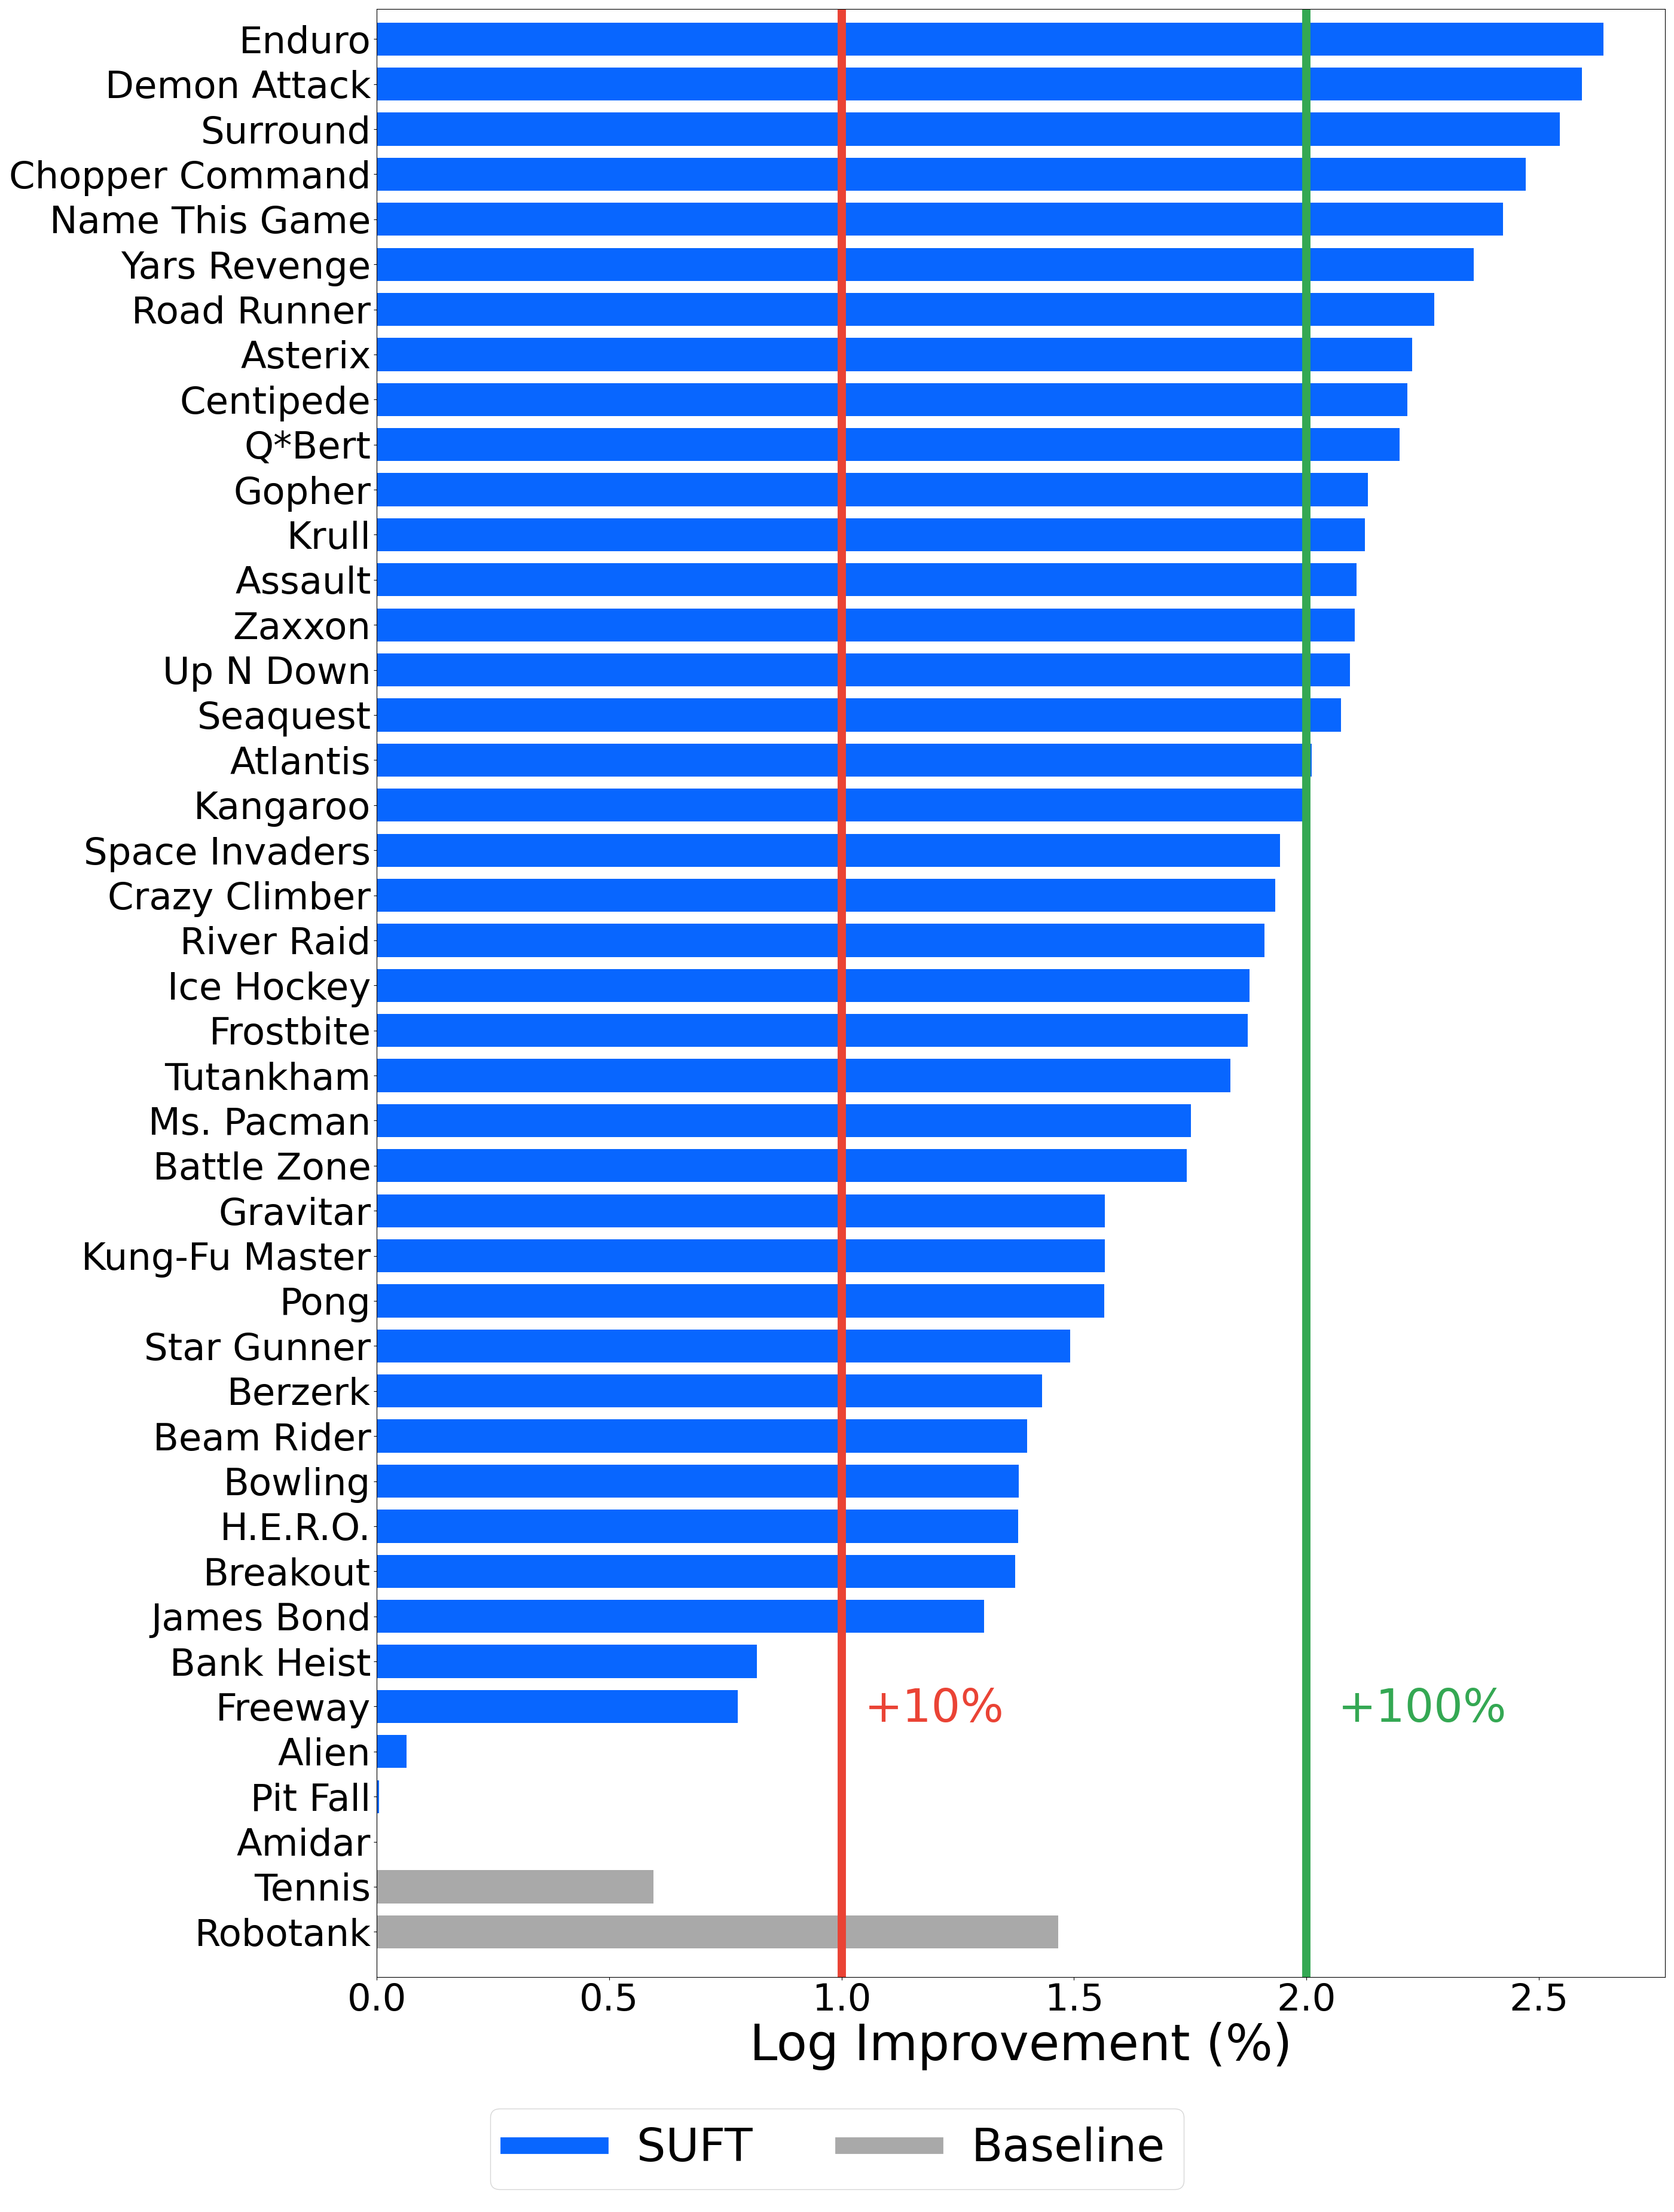 Enduro
Demon Attack
Surround
Chopper Command
Name This Game
Yars Revenge
Road Runner
Asterix
Centipede
Q*Bert
Gopher
Krull
Assault
Zaxxon
Up N Down
Seaquest
Atlantis
Kangaroo
Space Invaders
Crazy Climber
River Raid
Ice Hockey
Frostbite
Tutankham
Ms. Pacman
Battle Zone
Gravitar
Kung-Fu Master
Pong
Star Gunner
Berzerk
Beam Rider
Bowling
H.E.R.O.
Breakout
James Bond
Bank Heist
Freeway +10% +100%
Alien
Pit Fall
Amidar
Tennis
Robotank
0.0 0.5 1.0 1.5 2.0 2.5
Log Improvement (%)
SUFT Baseline